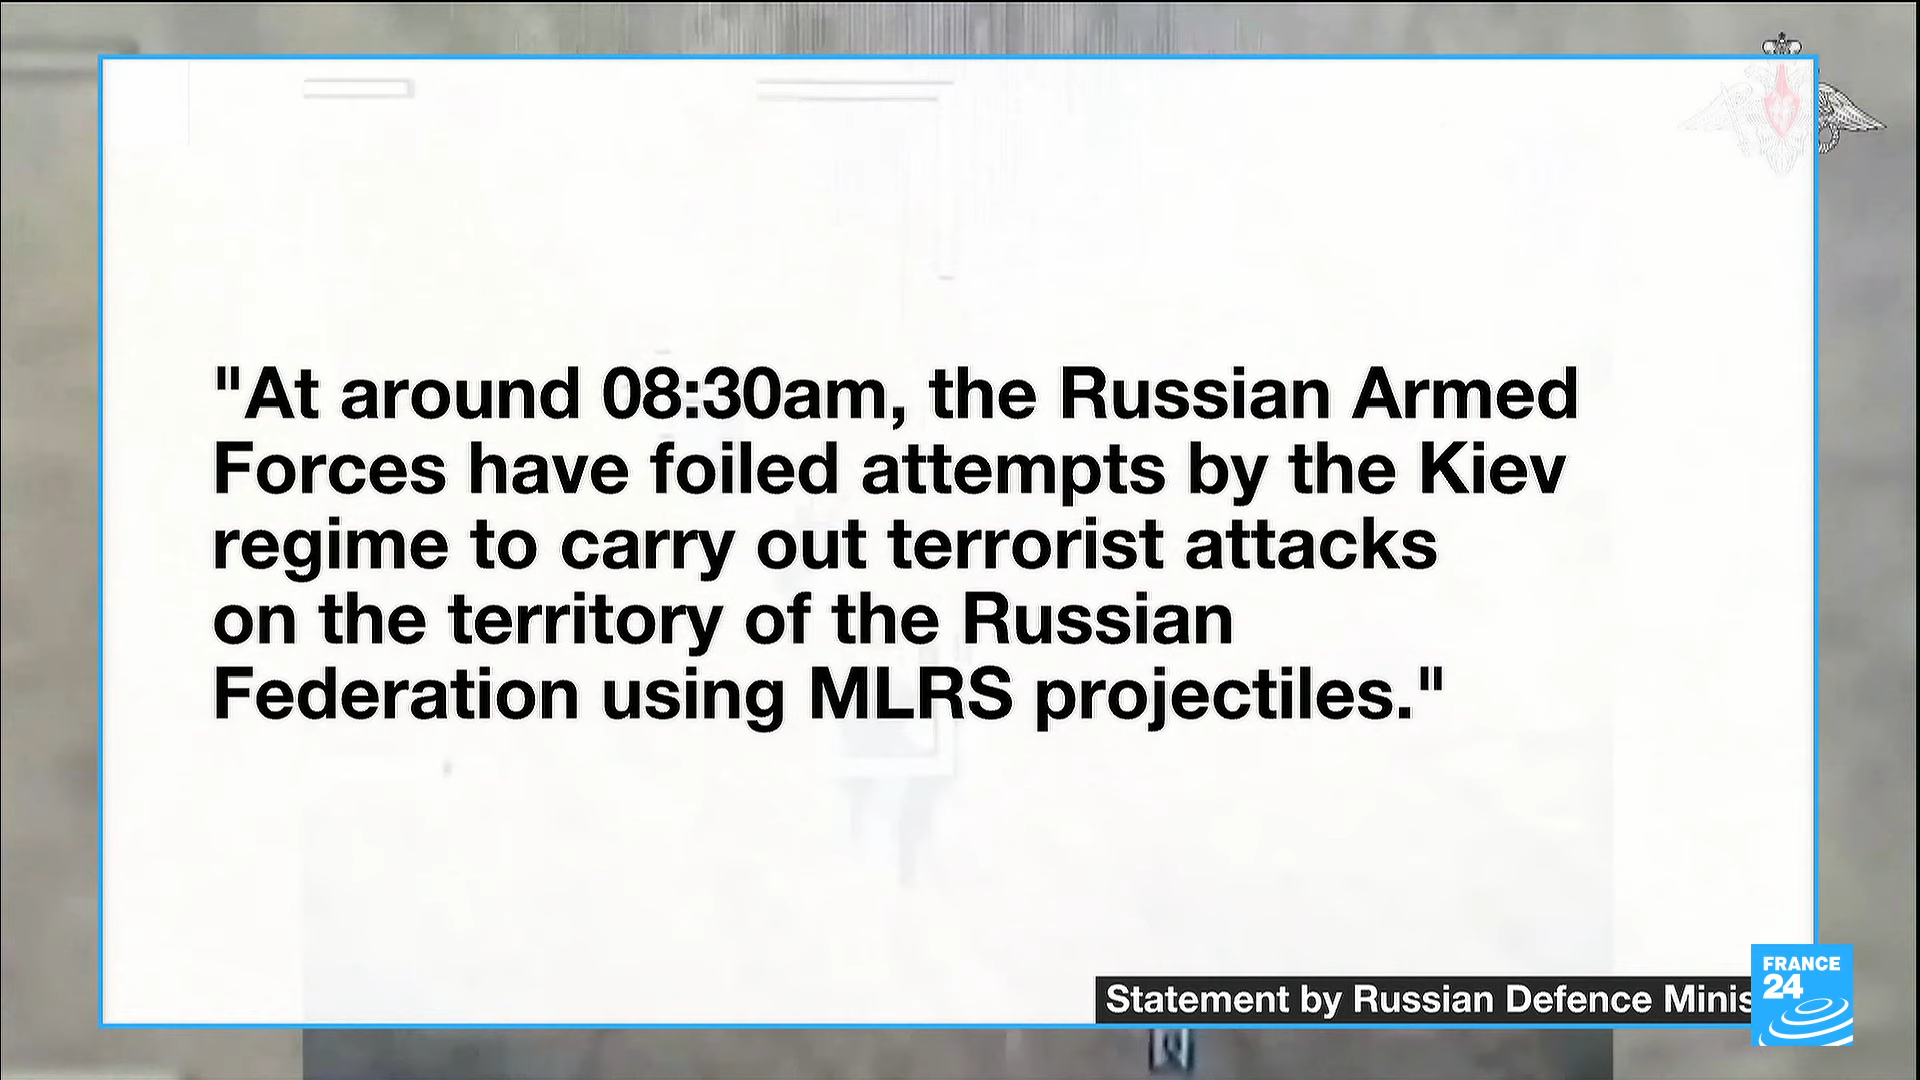 "At around 08:30am, the Russian Armed
Forces have foiled attempts by the Kiev
regime to carry out terrorist attacks
on the territory of the Russian
Federation using MLRS projectiles."
Statement by Russian Defence Minis
FRANCE
24